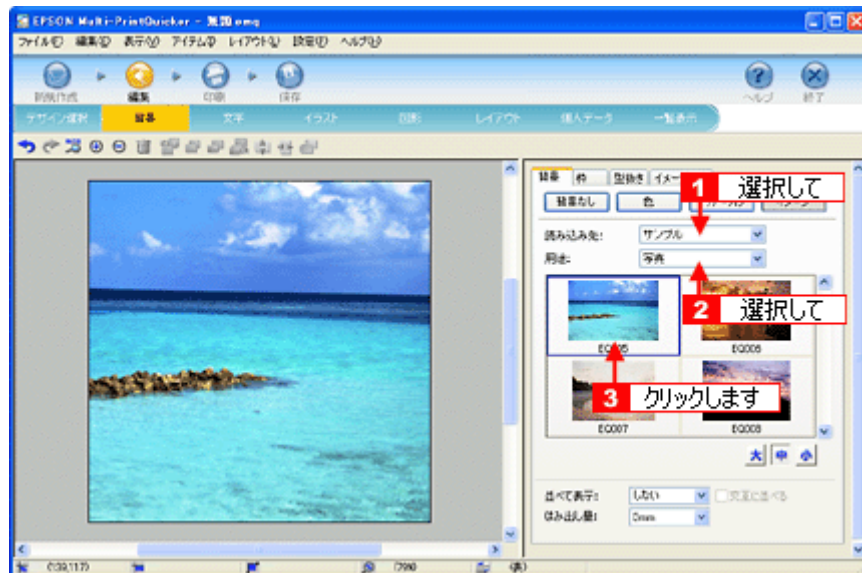 EPSON Multi-PrintQuicker - 無題.emq
ファイル(F) 編集(E) 表示(V) アイテム(I) レイアウト(L) 設定(O) ヘルプ(H)
新規作成 編集 印刷 保存 ヘルプ 終了
デザイン選択 背景 文字 イラスト 図形 レイアウト 個人データ 一覧表示
背景 枠 型抜き
1 選択して
背景なし 色
読み込み先: サンプル
用途: 写真
2 選択して
EQ006
3 クリックします
EQ007 EQ008
大 中 小
並べて表示: しない 交互に並べる
はみ出し量: 0mm